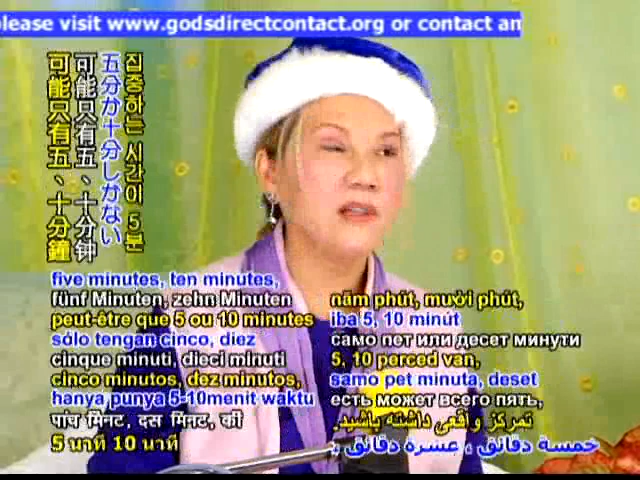 please visit www.godsdirectcontact.org or contact an
집중하는 시간이 5분
五分か十分しかない
可能只有五、十分钟
可能只有五、十分鐘
five minutes, ten minutes,
fünf Minuten, zehn Minuten
peut-être que 5 ou 10 minutes
sólo tengan cinco, diez
cinque minuti, dieci minuti
cinco minutos, dez minutos,
hanya punya 5-10menit waktu
पांच मिनट, दस मिनट, की
5 นาที 10 นาที
năm phút, mười phút,
iba 5, 10 minút
само пет или десет минути
5, 10 perced van,
samo pet minuta, deset
есть может всего пять,
تمرکز واقعی داشته باشید.
خمسة دقائق ، عشرة دقائق ،